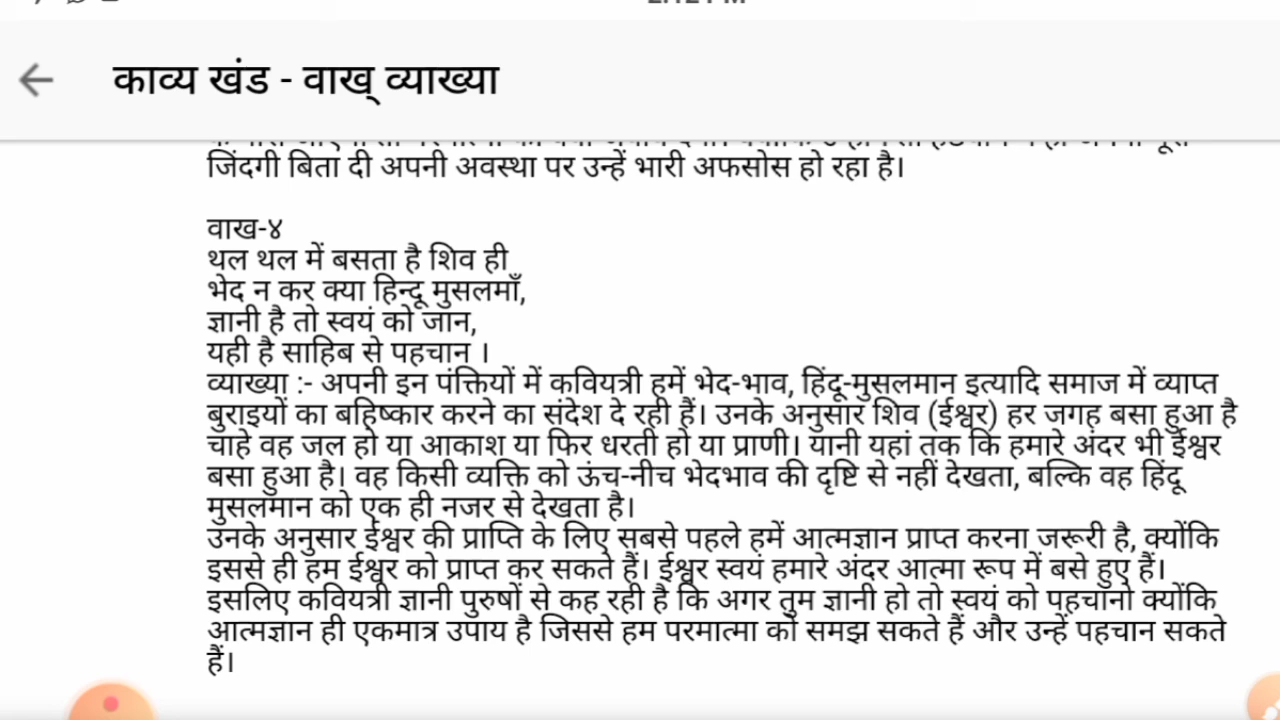 काव्य खंड - वाख् व्याख्या
जिंदगी बिता दी अपनी अवस्था पर उन्हें भारी अफसोस हो रहा है।
वाख-४
थल थल में बसता है शिव ही
भेद न कर क्या हिन्दू मुसलमाँ,
ज्ञानी है तो स्वयं को जान,
यही है साहिब से पहचान ।
व्याख्या :- अपनी इन पंक्तियों में कवियत्री हमें भेद-भाव, हिंदू-मुसलमान इत्यादि समाज में व्याप्त
बुराइयों का बहिष्कार करने का संदेश दे रही हैं। उनके अनुसार शिव (ईश्वर) हर जगह बसा हुआ है
चाहे वह जल हो या आकाश या फिर धरती हो या प्राणी। यानी यहां तक कि हमारे अंदर भी ईश्वर
बसा हुआ है। वह किसी व्यक्ति को ऊंच-नीच भेदभाव की दृष्टि से नहीं देखता, बल्कि वह हिंदू
मुसलमान को एक ही नजर से देखता है।
उनके अनुसार ईश्वर की प्राप्ति के लिए सबसे पहले हमें आत्मज्ञान प्राप्त करना जरूरी है, क्योंकि
इससे ही हम ईश्वर को प्राप्त कर सकते हैं। ईश्वर स्वयं हमारे अंदर आत्मा रूप में बसे हुए हैं।
इसलिए कवियत्री ज्ञानी पुरुषों से कह रही है कि अगर तुम ज्ञानी हो तो स्वयं को पहचानो क्योंकि
आत्मज्ञान ही एकमात्र उपाय है जिससे हम परमात्मा को समझ सकते हैं और उन्हें पहचान सकते
हैं।